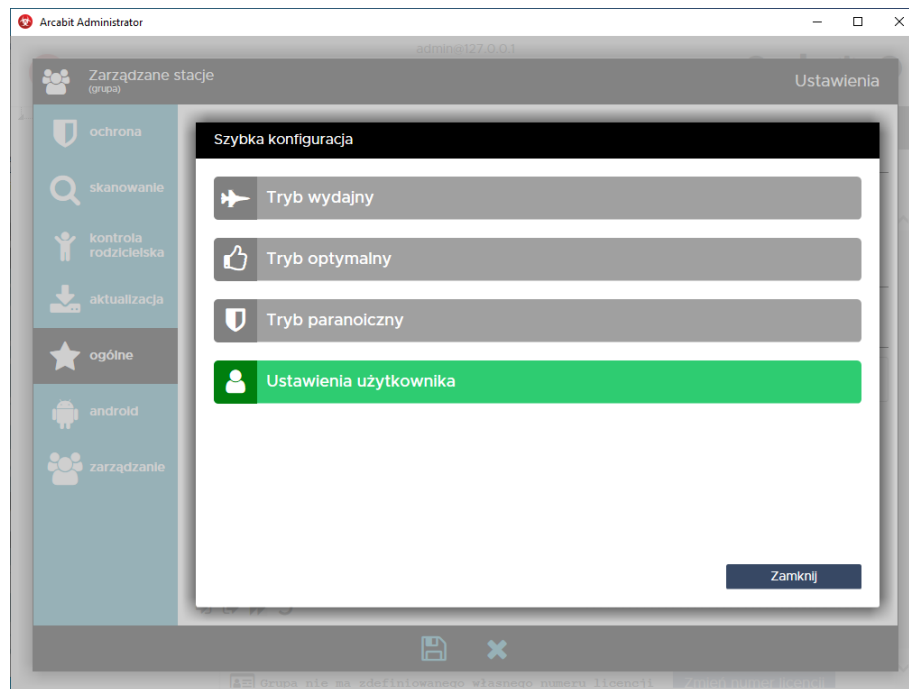 Arcabit Administrator
admin@127.0.0.1
Zarządzane stacje
(grupa)
Ustawienia
ochrona
skanowanie
kontrola
rodzicielska
aktualizacja
ogólne
android
zarządzanie
Szybka konfiguracja
Tryb wydajny
Tryb optymalny
Tryb paranoiczny
Ustawienia użytkownika
Zamknij
Grupa nie ma zdefiniowanego własnego numeru licencji
Zmień numer licencji